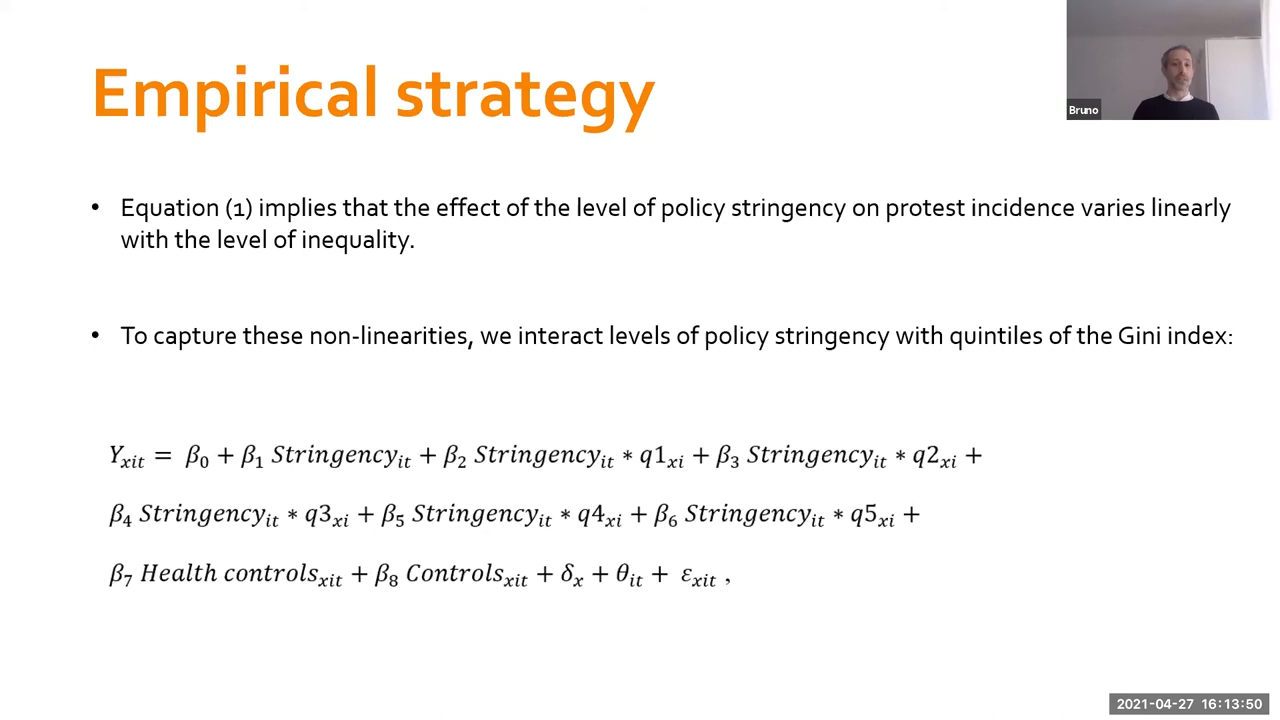 Empirical strategy
Bruno
• Equation (1) implies that the effect of the level of policy stringency on protest incidence varies linearly
with the level of inequality.
• To capture these non-linearities, we interact levels of policy stringency with quintiles of the Gini index:
Y_xit = β_0 + β_1 Stringency_it + β_2 Stringency_it * q1_xi + β_3 Stringency_it * q2_xi +
β_4 Stringency_it * q3_xi + β_5 Stringency_it * q4_xi + β_6 Stringency_it * q5_xi +
β_7 Health controls_xit + β_8 Controls_xit + δ_x + θ_it + ε_xit ,
2021-04-27 16:13:50